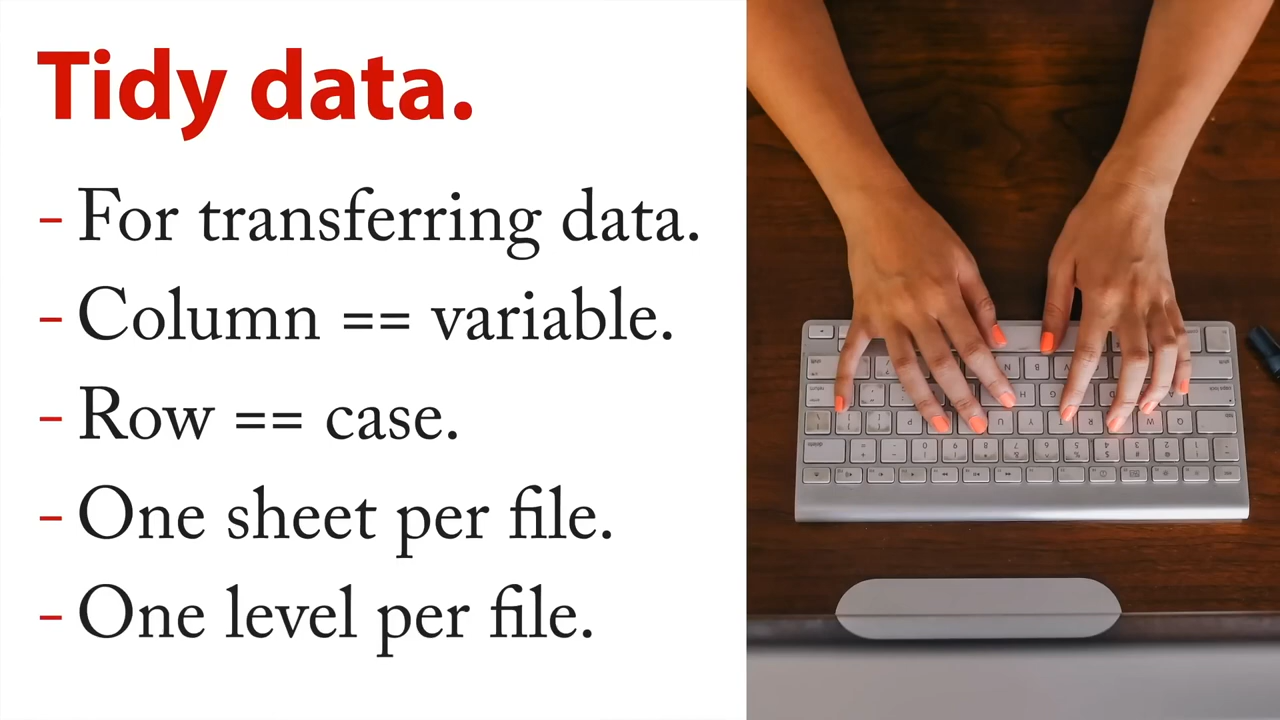 Tidy data.
- For transferring data.
- Column == variable.
- Row == case.
- One sheet per file.
- One level per file.